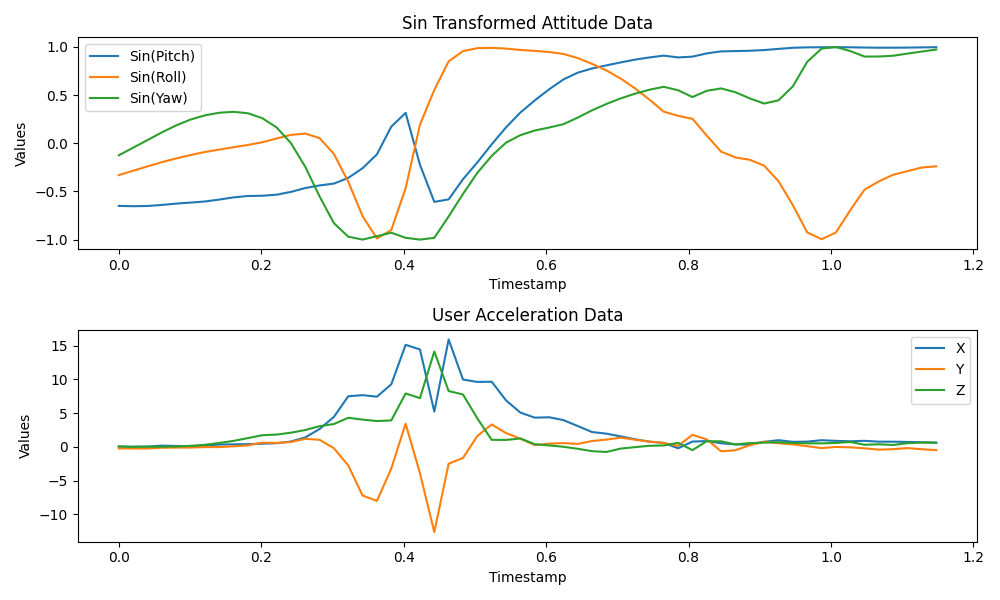 Sin Transformed Attitude Data
1.0
0.5
0.0
−0.5
−1.0
Values
Sin(Pitch)
Sin(Roll)
Sin(Yaw)
0.0 0.2 0.4 0.6 0.8 1.0 1.2
Timestamp
User Acceleration Data
15
10
5
0
−5
−10
Values
X
Y
Z
0.0 0.2 0.4 0.6 0.8 1.0 1.2
Timestamp